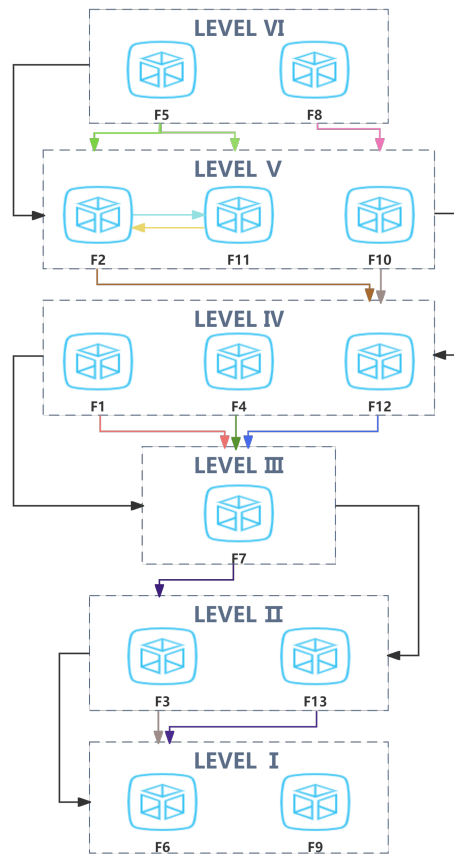 LEVEL VI
F5 F8
LEVEL V
F2 F11 F10
LEVEL IV
F1 F4 F12
LEVEL III
F7
LEVEL II
F3 F13
LEVEL I
F6 F9